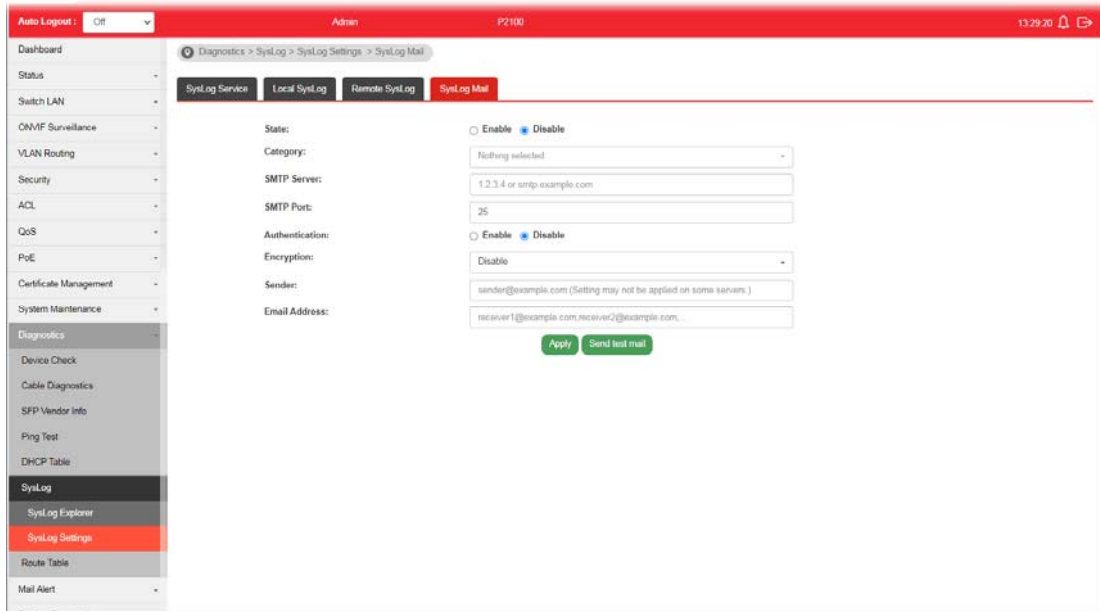 Auto Logout : Off Admin P2100 13:29:20
Dashboard
Status
Switch LAN
ONVIF Surveillance
VLAN Routing
Security
ACL
QoS
PoE
Certificate Management
System Maintenance
Diagnostics
Device Check
Cable Diagnostics
SFP Vendor Info
Ping Test
DHCP Table
SysLog
SysLog Explorer
SysLog Settings
Route Table
Mail Alert
Diagnostics > SysLog > SysLog Settings > SysLog Mail
SysLog Service Local SysLog Remote SysLog SysLog Mail
State: Enable Disable
Category: Nothing selected
SMTP Server: 1.2.3.4 or smtp.example.com
SMTP Port: 25
Authentication: Enable Disable
Encryption: Disable
Sender: sender@example.com (Setting may not be applied on some servers.)
Email Address: receiver1@example.com,receiver2@example.com,...
Apply Send test mail